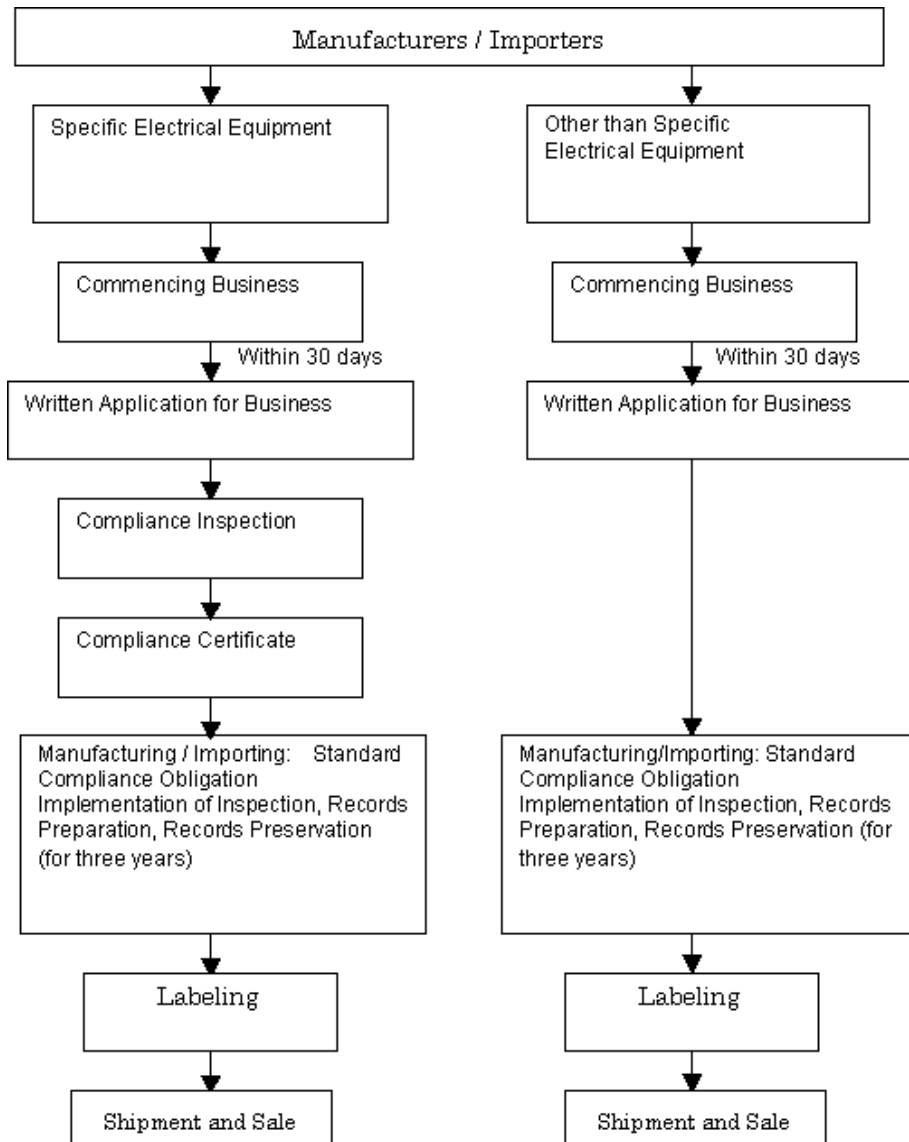 Manufacturers / Importers
Specific Electrical Equipment
Other than Specific
Electrical Equipment
Commencing Business
Commencing Business
Within 30 days
Within 30 days
Written Application for Business
Written Application for Business
Compliance Inspection
Compliance Certificate
Manufacturing / Importing: Standard
Compliance Obligation
Implementation of Inspection, Records
Preparation, Records Preservation
(for three years)
Manufacturing/Importing: Standard
Compliance Obligation
Implementation of Inspection, Records
Preparation, Records Preservation (for
three years)
Labeling
Labeling
Shipment and Sale
Shipment and Sale